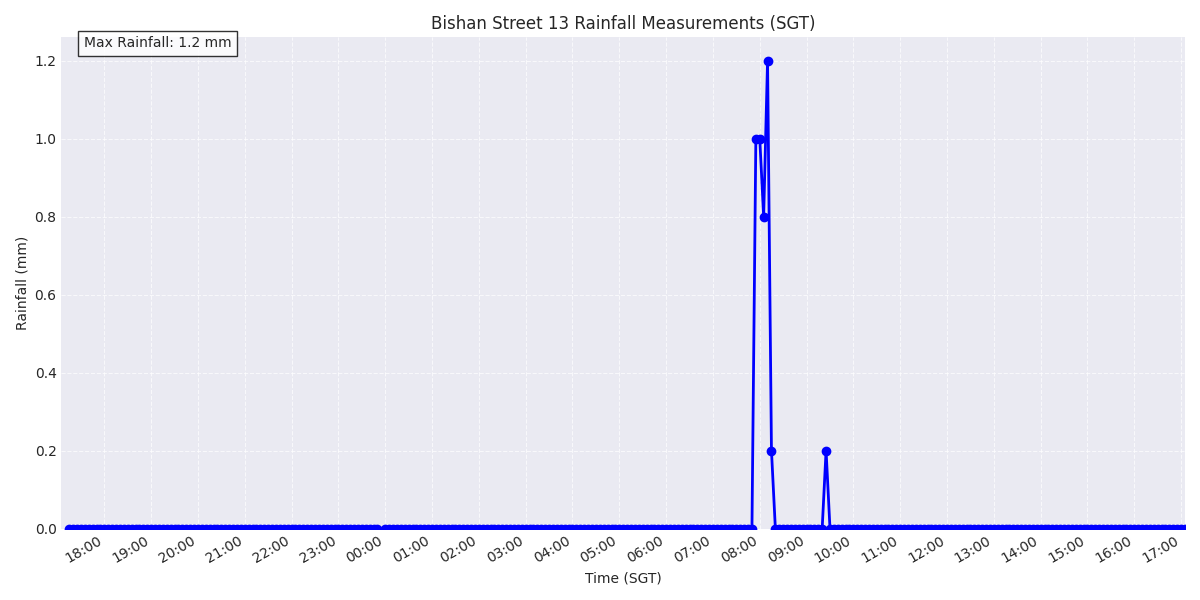 Bishan Street 13 Rainfall Measurements (SGT)
Max Rainfall: 1.2 mm
1.2
1.0
0.8
0.6
0.4
0.2
0.0
Rainfall (mm)
18:00 19:00 20:00 21:00 22:00 23:00 00:00 01:00 02:00 03:00 04:00 05:00 06:00 07:00 08:00 09:00 10:00 11:00 12:00 13:00 14:00 15:00 16:00 17:00
Time (SGT)